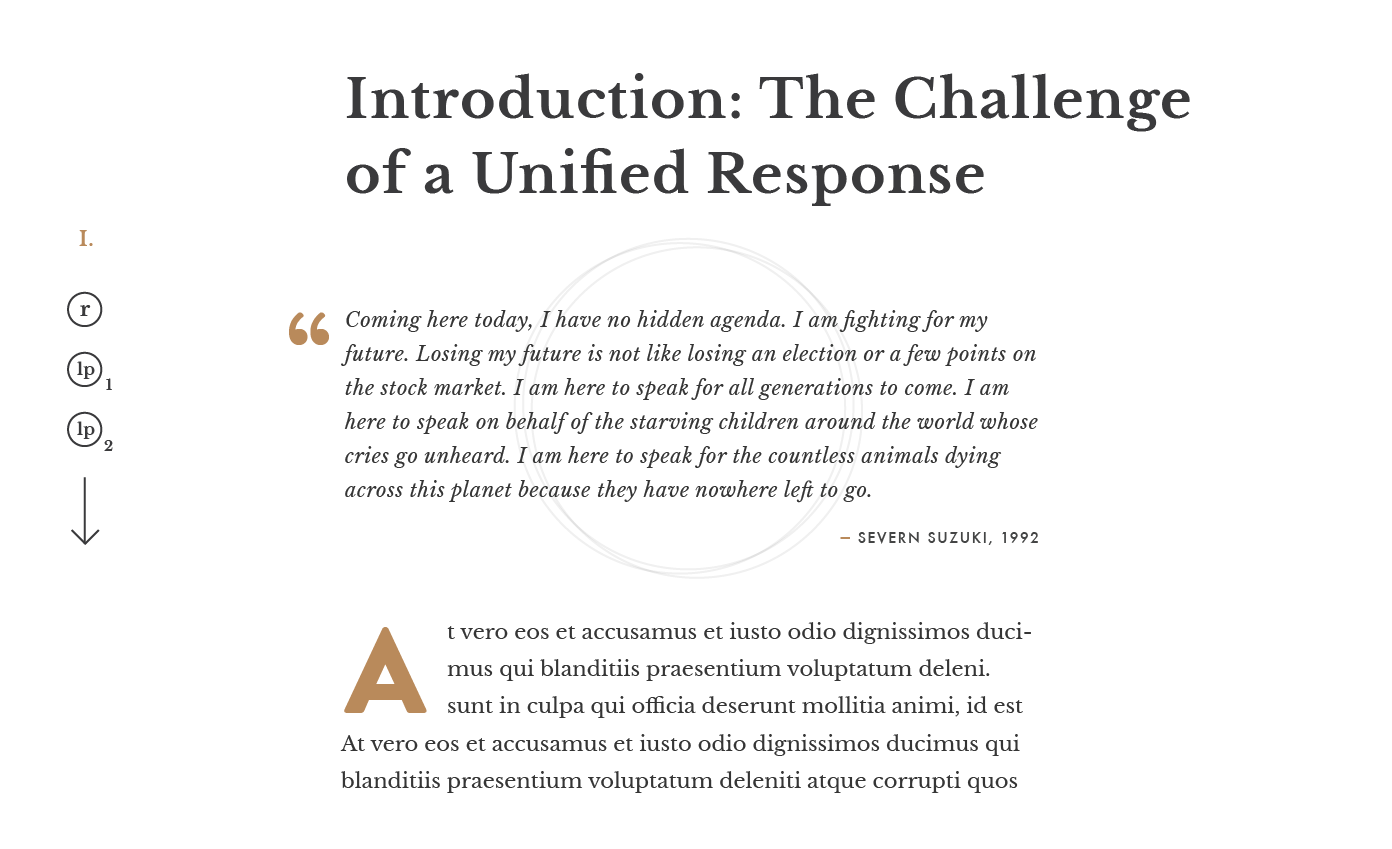 Introduction: The Challenge
of a Unified Response
I.
r
lp 1
lp 2
“ Coming here today, I have no hidden agenda. I am fighting for my
future. Losing my future is not like losing an election or a few points on
the stock market. I am here to speak for all generations to come. I am
here to speak on behalf of the starving children around the world whose
cries go unheard. I am here to speak for the countless animals dying
across this planet because they have nowhere left to go.
– SEVERN SUZUKI, 1992
At vero eos et accusamus et iusto odio dignissimos duci-
mus qui blanditiis praesentium voluptatum deleni.
sunt in culpa qui officia deserunt mollitia animi, id est
At vero eos et accusamus et iusto odio dignissimos ducimus qui
blanditiis praesentium voluptatum deleniti atque corrupti quos